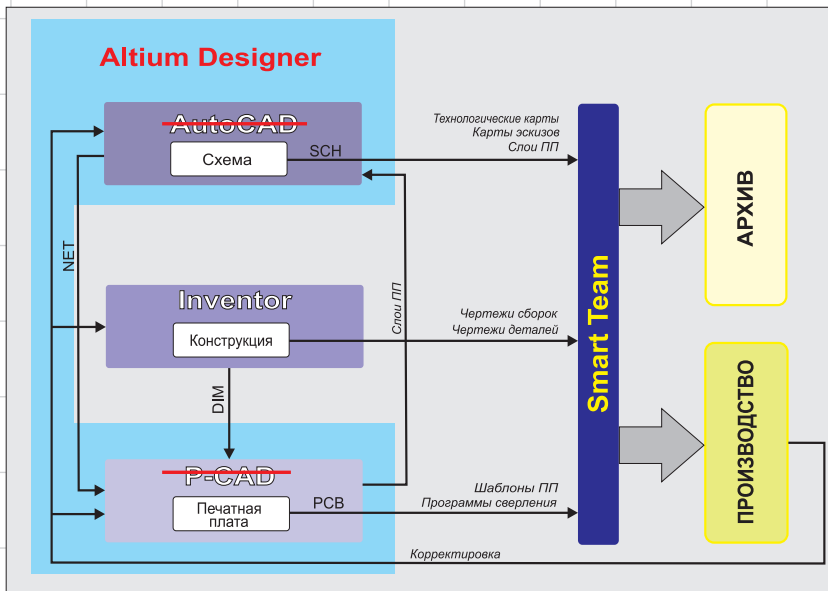 Altium Designer
AutoCAD
Схема
SCH
Технологические карты
Карты эскизов
Слои ПП
NET
Inventor
Конструкция
Слои ПП
Чертежи сборок
Чертежи деталей
DIM
P-CAD
Печатная
плата
PCB
Шаблоны ПП
Программы сверления
Корректировка
Smart Team
АРХИВ
ПРОИЗВОДСТВО